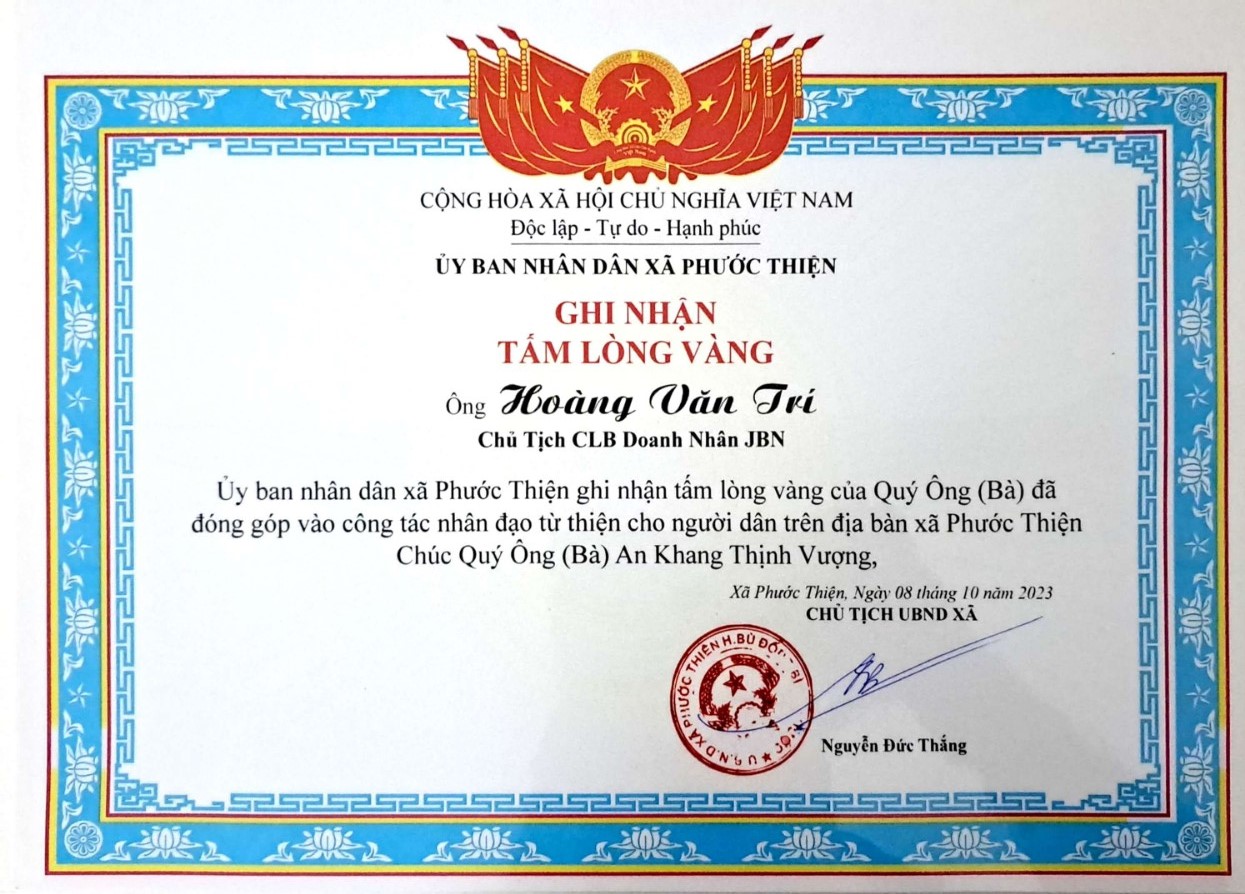 CỘNG HÒA XÃ HỘI CHỦ NGHĨA VIỆT NAM
Độc lập - Tự do - Hạnh phúc
ỦY BAN NHÂN DÂN XÃ PHƯỚC THIỆN
GHI NHẬN
TẤM LÒNG VÀNG
Ông Hoàng Văn Trí
Chủ Tịch CLB Doanh Nhân JBN
Ủy ban nhân dân xã Phước Thiện ghi nhận tấm lòng vàng của Quý Ông (Bà) đã
đóng góp vào công tác nhân đạo từ thiện cho người dân trên địa bàn xã Phước Thiện
Chúc Quý Ông (Bà) An Khang Thịnh Vượng,
Xã Phước Thiện, Ngày 08 tháng 10 năm 2023
CHỦ TỊCH UBND XÃ
U.B.N.D XÃ PHƯỚC THIỆN H.BÙ
Nguyễn Đức Thắng